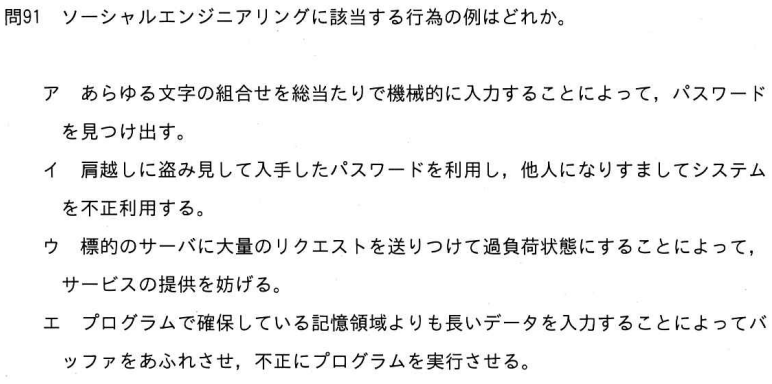 問91　ソーシャルエンジニアリングに該当する行為の例はどれか。
ア　あらゆる文字の組合せを総当たりで機械的に入力することによって，パスワード
を見つけ出す。
イ　肩越しに盗み見して入手したパスワードを利用し，他人になりすましてシステム
を不正利用する。
ウ　標的のサーバに大量のリクエストを送りつけて過負荷状態にすることによって，
サービスの提供を妨げる。
エ　プログラムで確保している記憶領域よりも長いデータを入力することによってバ
ッファをあふれさせ，不正にプログラムを実行させる。